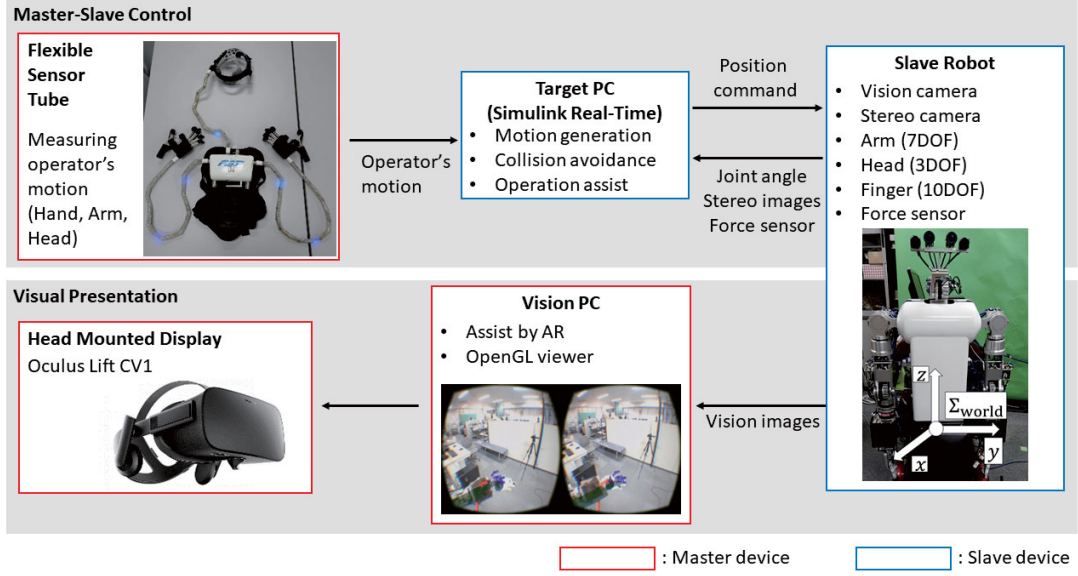 Master-Slave Control
Flexible
Sensor
Tube
Measuring
operator's
motion
(Hand, Arm,
Head)
Operator's
motion
Target PC
(Simulink Real-Time)
• Motion generation
• Collision avoidance
• Operation assist
Position
command
Joint angle
Stereo images
Force sensor
Slave Robot
• Vision camera
• Stereo camera
• Arm (7DOF)
• Head (3DOF)
• Finger (10DOF)
• Force sensor
z
Σworld
x
y
Visual Presentation
Head Mounted Display
Oculus Lift CV1
Vision PC
• Assist by AR
• OpenGL viewer
Vision images
: Master device
: Slave device